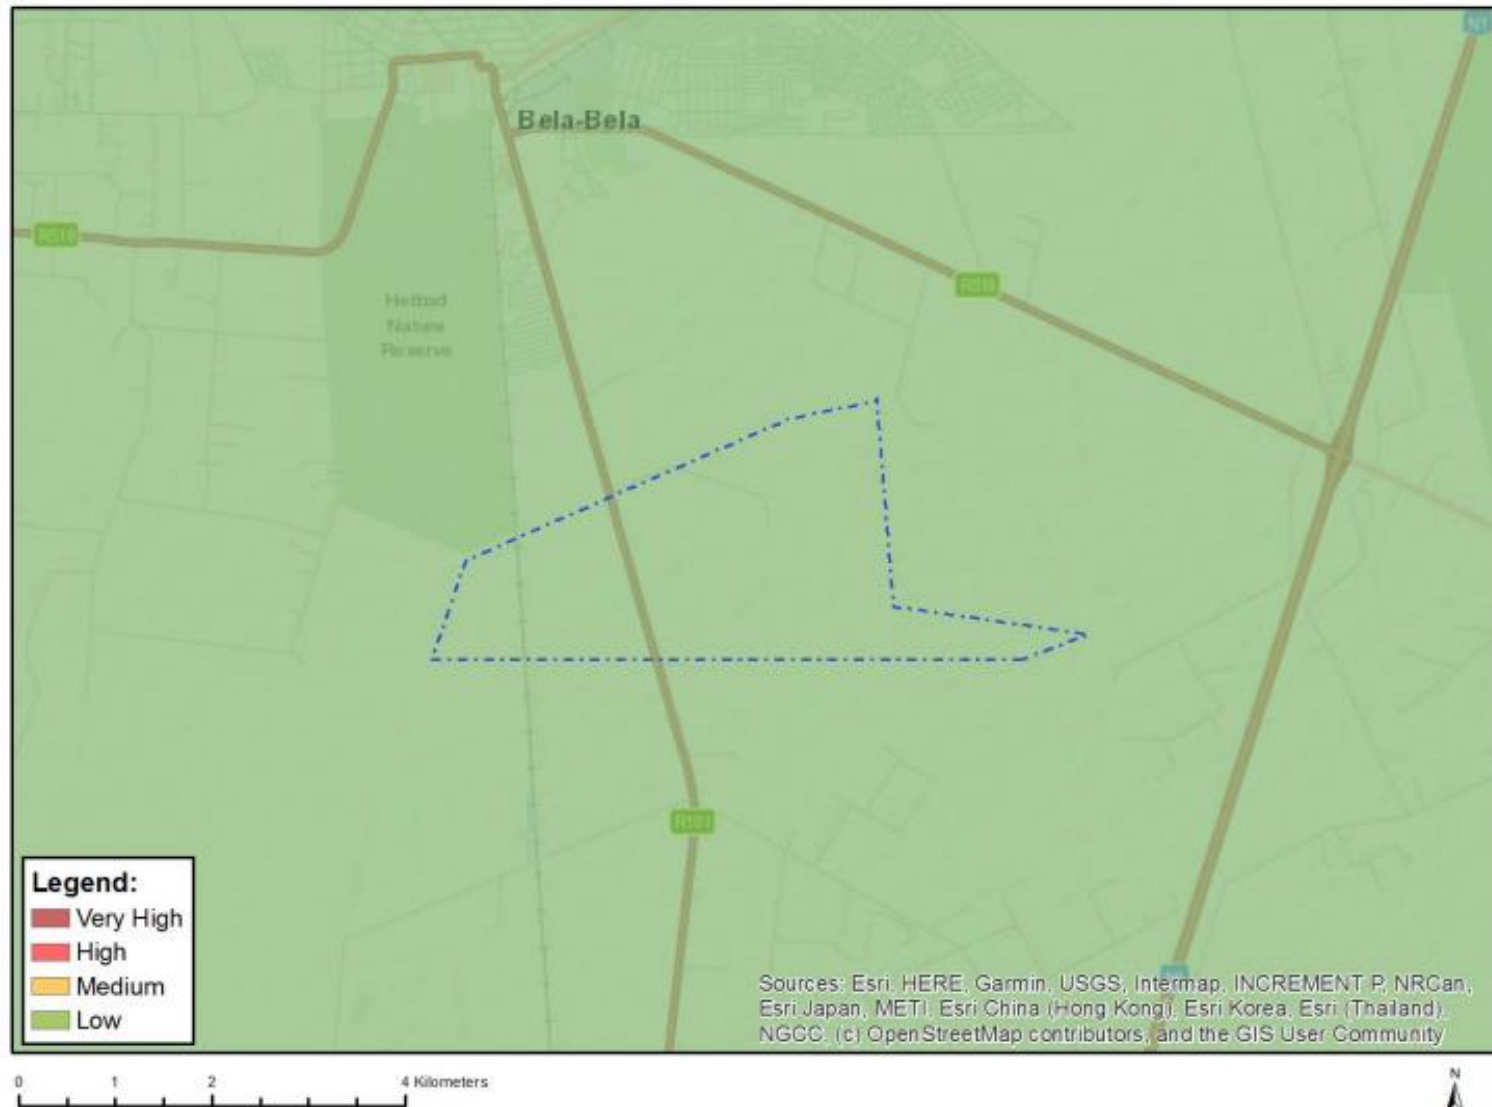 Bela-Bela
R516
R516
Nature
Reserve
R101
Legend:
Very High
High
Medium
Low
Sources: Esri, HERE, Garmin, USGS, Intermap, INCREMENT P, NRCan,
Esri Japan, METI, Esri China (Hong Kong), Esri Korea, Esri (Thailand),
NGCC, (c) OpenStreetMap contributors, and the GIS User Community
0 1 2 4 Kilometers
N